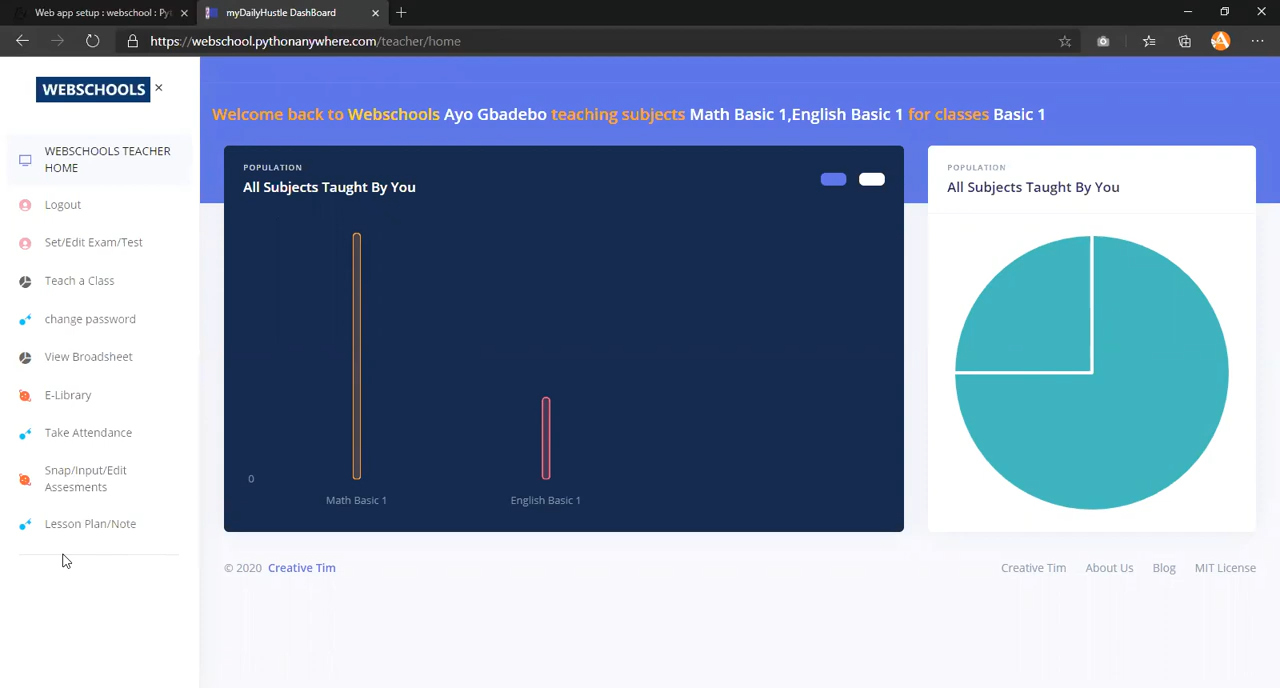 Web app setup : webschool : Py
myDailyHustle DashBoard
https://webschool.pythonanywhere.com/teacher/home
WEBSCHOOLS
WEBSCHOOLS TEACHER
HOME
Logout
Set/Edit Exam/Test
Teach a Class
change password
View Broadsheet
E-Library
Take Attendance
Snap/Input/Edit
Assesments
Lesson Plan/Note
Welcome back to Webschools Ayo Gbadebo teaching subjects Math Basic 1,English Basic 1 for classes Basic 1
POPULATION
All Subjects Taught By You
0
Math Basic 1
English Basic 1
POPULATION
All Subjects Taught By You
© 2020 Creative Tim
Creative Tim
About Us
Blog
MIT License